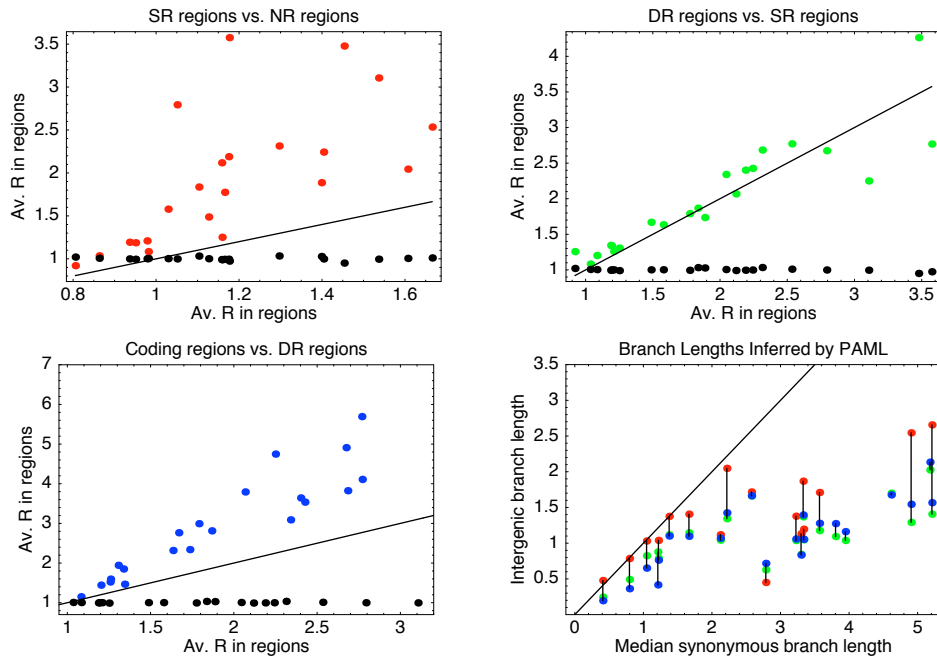 SR regions vs. NR regions
Av. R in regions
3.5
3
2.5
2
1.5
1
0.8 1 1.2 1.4 1.6
Av. R in regions
DR regions vs. SR regions
Av. R in regions
4
3.5
3
2.5
2
1.5
1
1 1.5 2 2.5 3 3.5
Av. R in regions
Coding regions vs. DR regions
Av. R in regions
7
6
5
4
3
2
1
1 1.5 2 2.5 3
Av. R in regions
Branch Lengths Inferred by PAML
Intergenic branch length
3.5
3
2.5
2
1.5
1
0.5
0 1 2 3 4 5
Median synonymous branch length